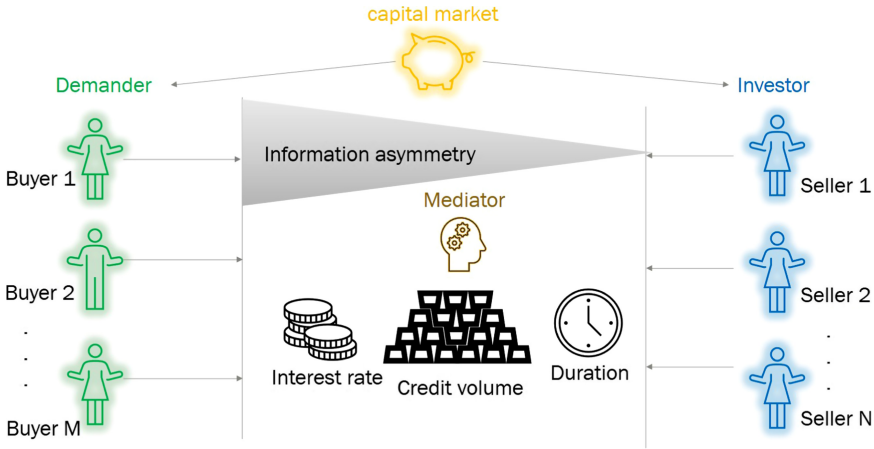 capital market
Demander
Investor
Information asymmetry
Buyer 1
Seller 1
Mediator
Buyer 2
Seller 2
.
.
.
.
.
.
Interest rate
Credit volume
Duration
Buyer M
Seller N